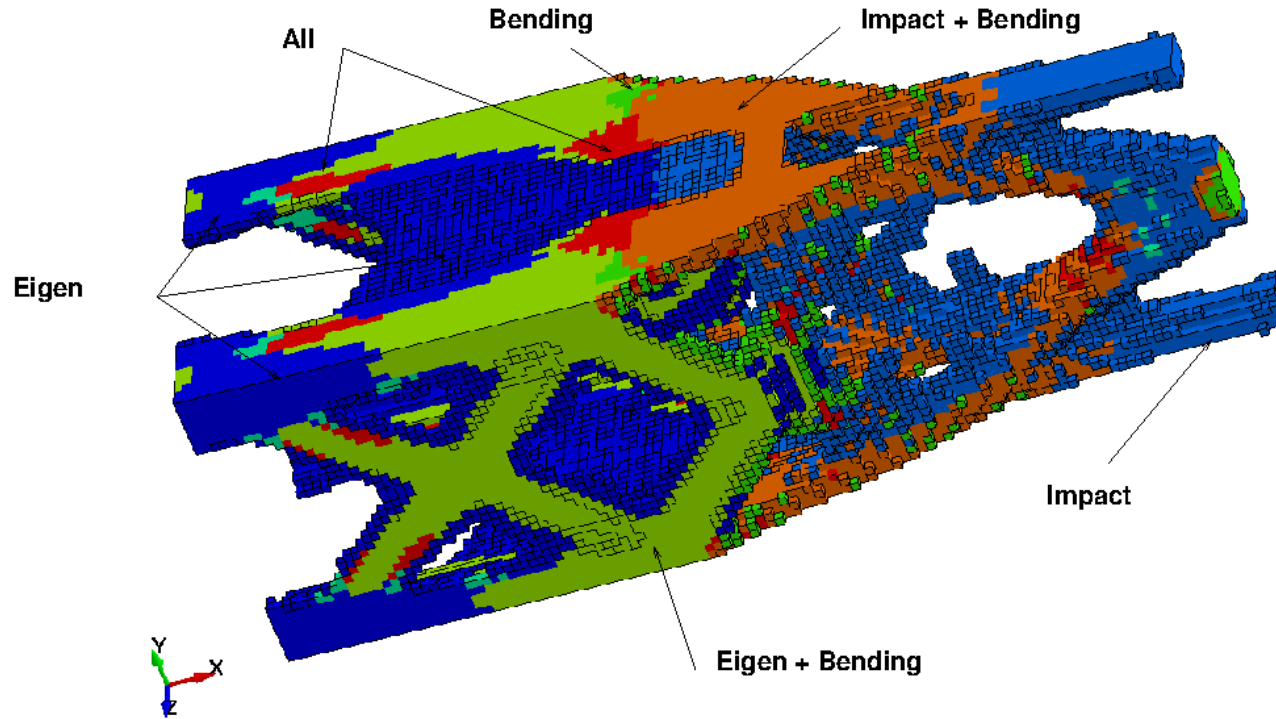 Bending
Impact + Bending
All
Eigen
Impact
Eigen + Bending
Y
X
Z